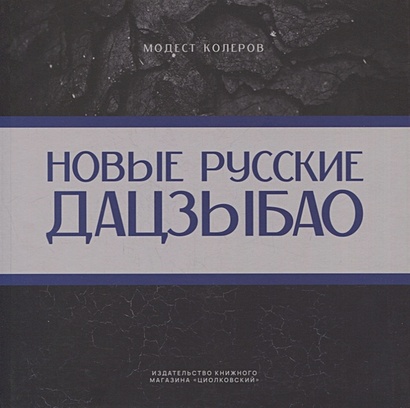 МОДЕСТ КОЛЕРОВ
НОВЫЕ РУССКИЕ
ДАЦЗЫБАО
ИЗДАТЕЛЬСТВО КНИЖНОГО
МАГАЗИНА «ЦИОЛКОВСКИЙ»